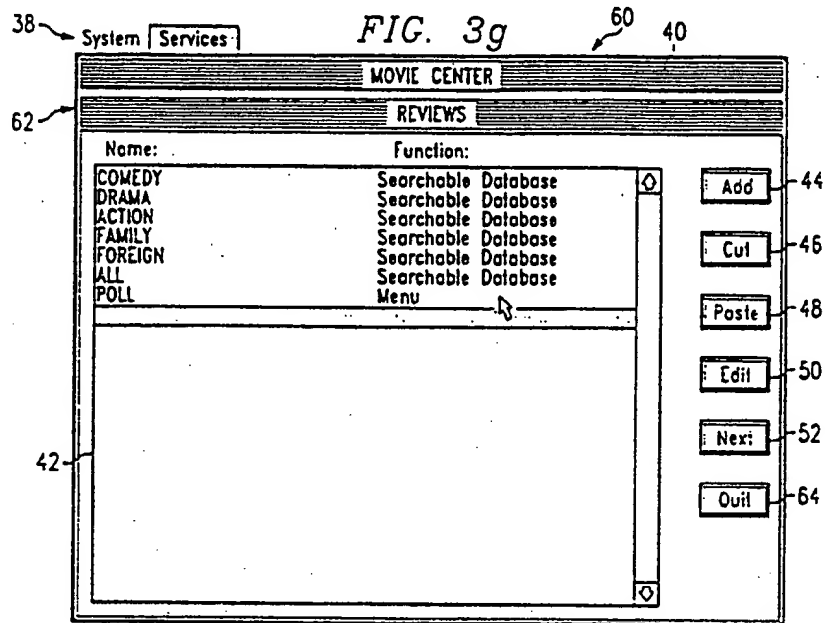 FIG. 3g
38
System Services
60
40
MOVIE CENTER
62
REVIEWS
Name: Function:
COMEDY Searchable Database
DRAMA Searchable Database
ACTION Searchable Database
FAMILY Searchable Database
FOREIGN Searchable Database
ALL Searchable Database
POLL Menu
Add 44
Cut 46
Paste 48
Edit 50
Next 52
Quit 64
42